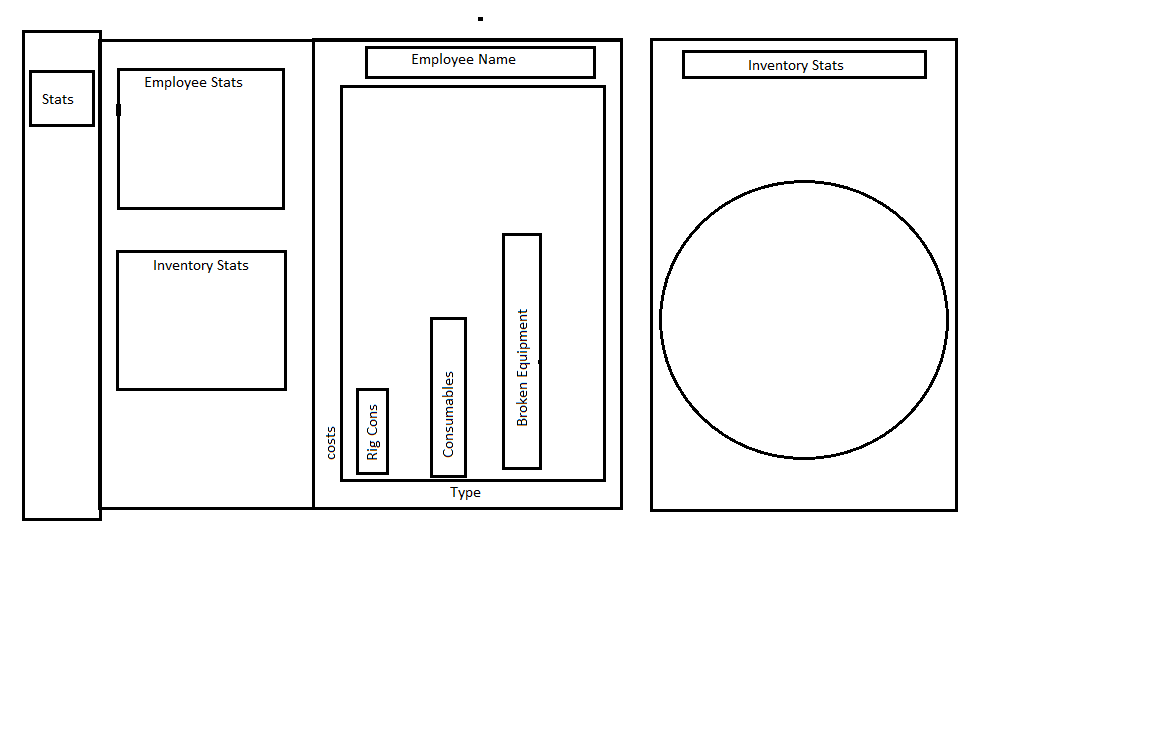 Stats
Employee Stats
Inventory Stats
Employee Name
costs
Rig Cons
Consumables
Broken Equipment
Type
Inventory Stats